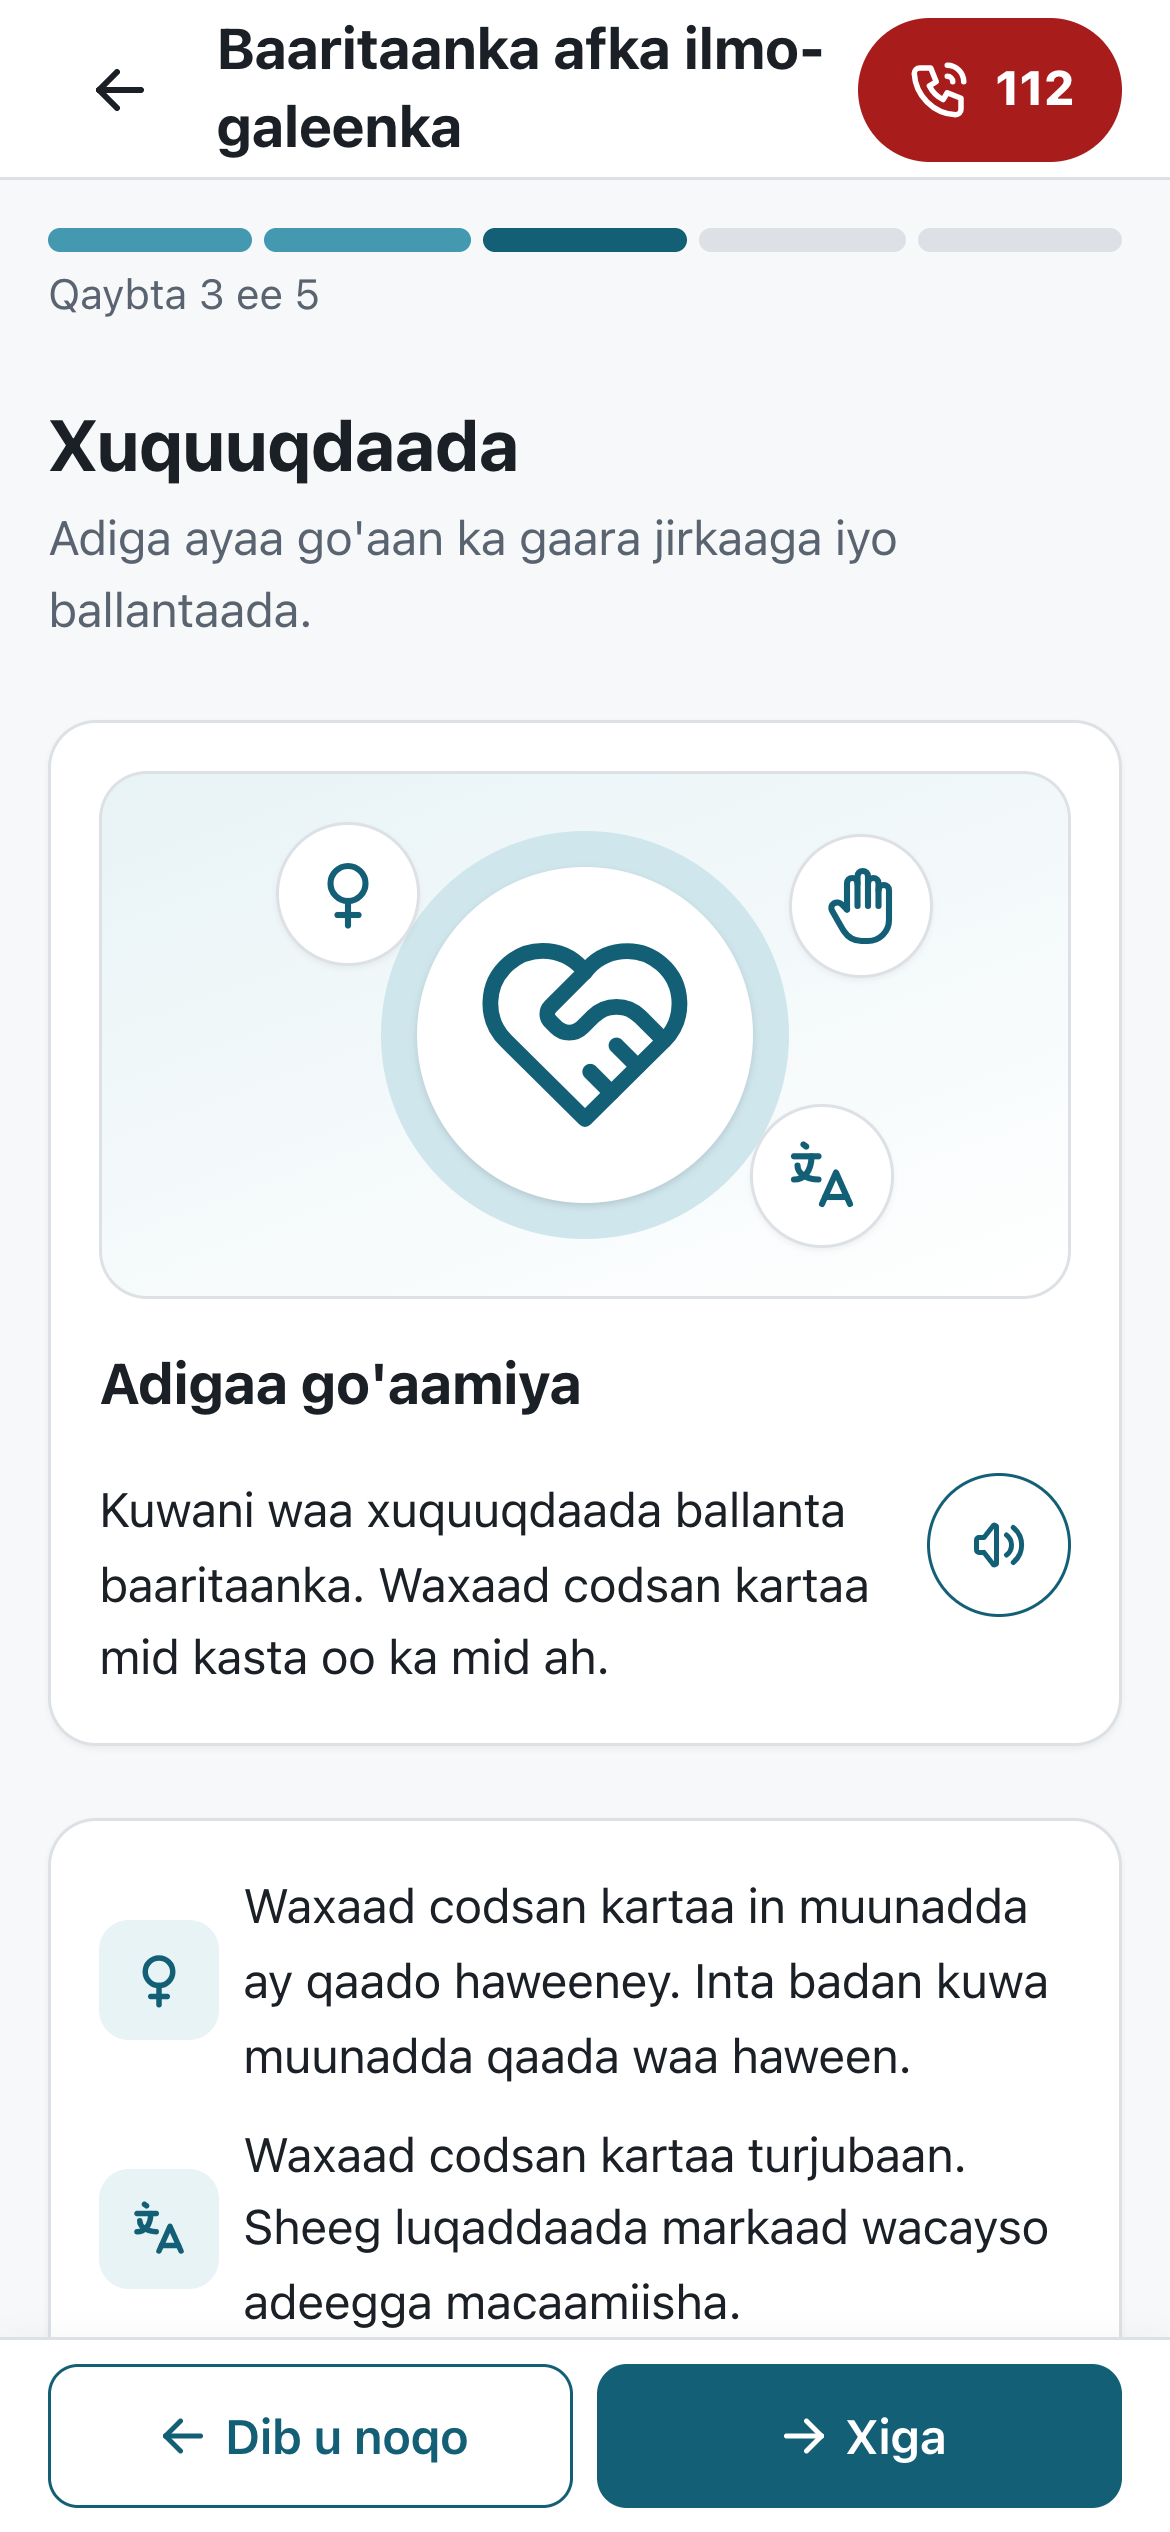 Baaritaanka afka ilmo-
galeenka
112
Qaybta 3 ee 5
Xuquuqdaada
Adiga ayaa go'aan ka gaara jirkaaga iyo
ballantaada.
Adigaa go'aamiya
Kuwani waa xuquuqdaada ballanta
baaritaanka. Waxaad codsan kartaa
mid kasta oo ka mid ah.
Waxaad codsan kartaa in muunadda
ay qaado haweeney. Inta badan kuwa
muunadda qaada waa haween.
Waxaad codsan kartaa turjubaan.
Sheeg luqaddaada markaad wacayso
adeegga macaamiisha.
Dib u noqo
Xiga